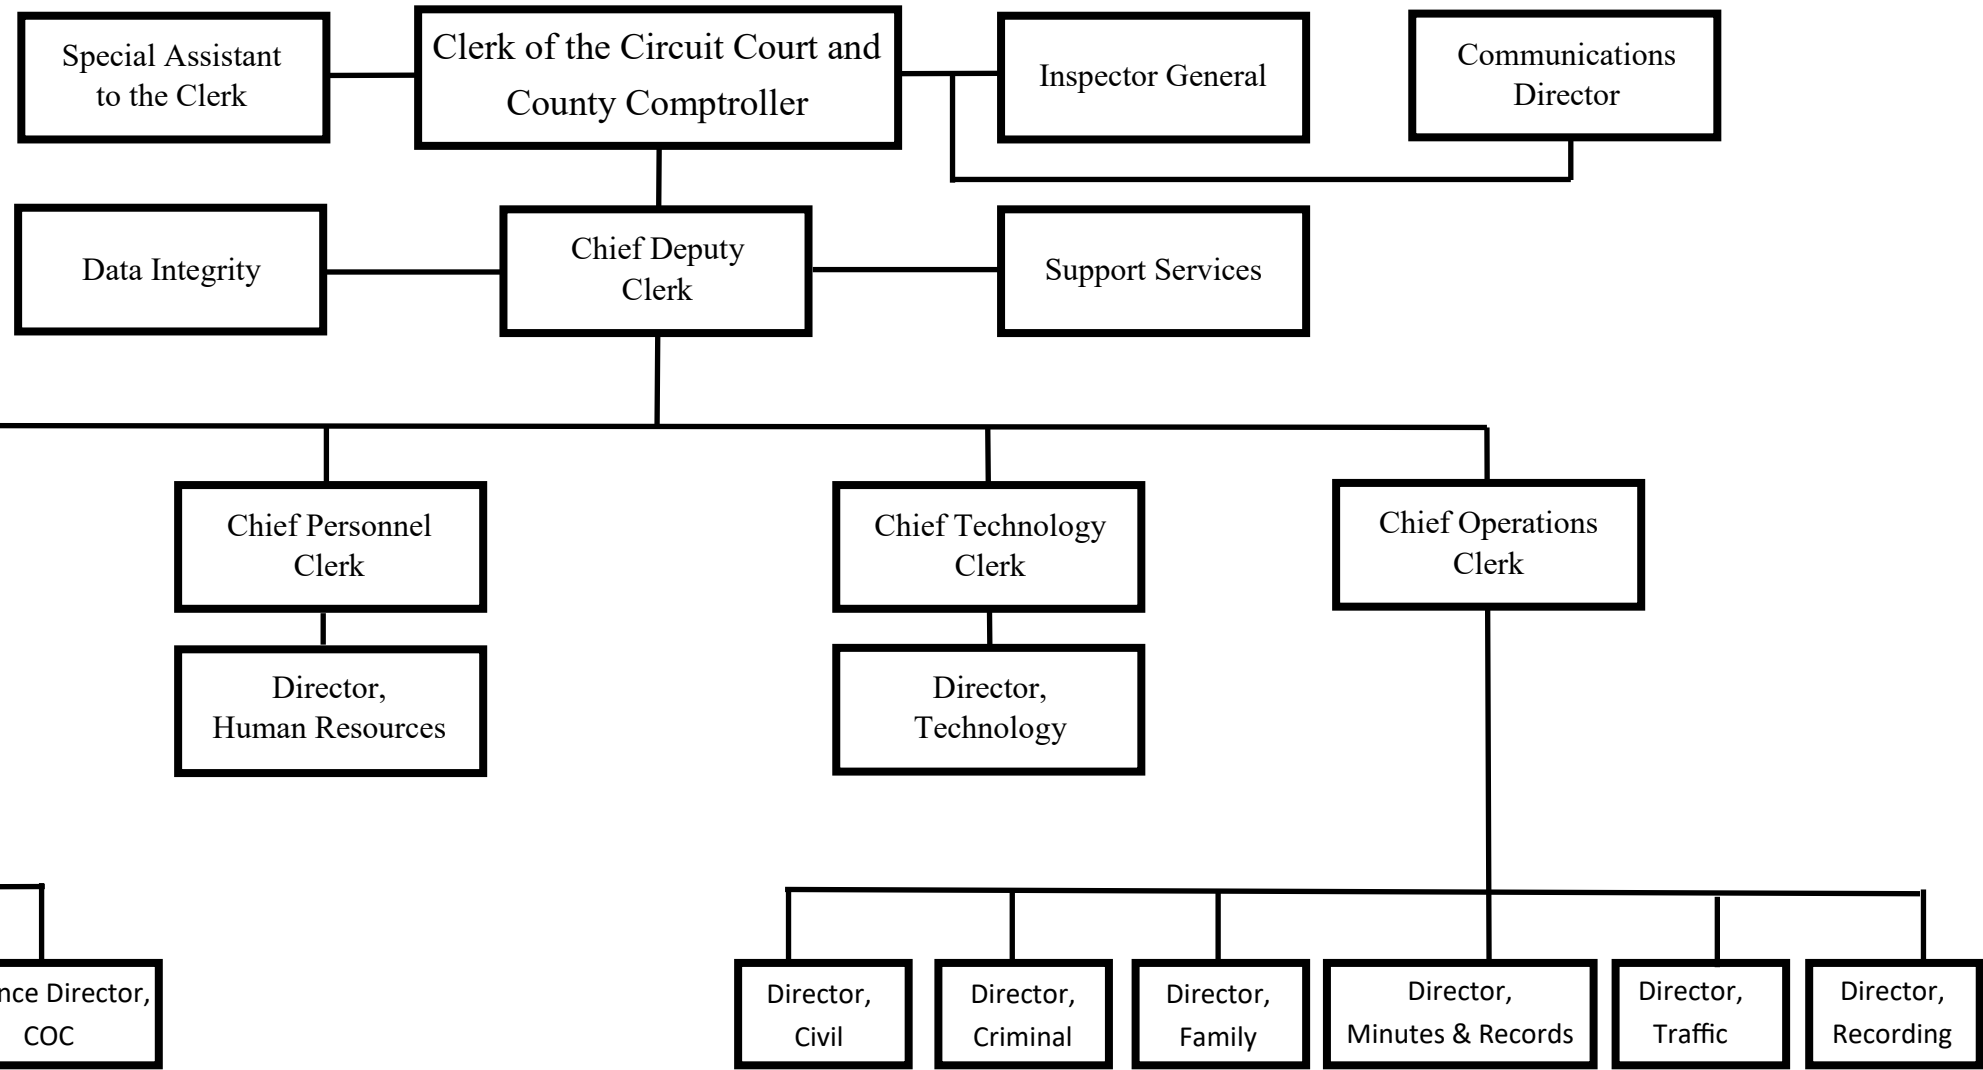 Special Assistant
to the Clerk
Clerk of the Circuit Court and
County Comptroller
Inspector General
Communications
Director
Data Integrity
Chief Deputy
Clerk
Support Services
Chief Personnel
Clerk
Chief Technology
Clerk
Chief Operations
Clerk
Director,
Human Resources
Director,
Technology
nce Director,
COC
Director,
Civil
Director,
Criminal
Director,
Family
Director,
Minutes & Records
Director,
Traffic
Director,
Recording